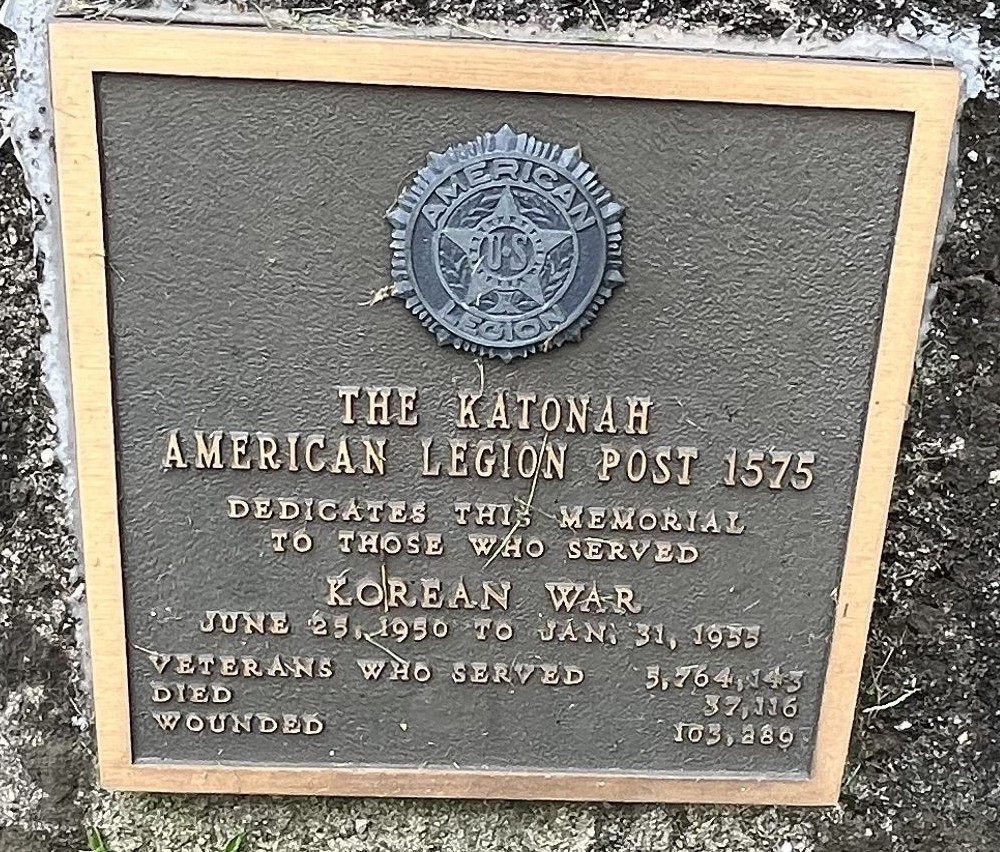 AMERICAN
U·S
LEGION
THE KATONAH
AMERICAN LEGION POST 1575
DEDICATES THIS MEMORIAL
TO THOSE WHO SERVED
KOREAN WAR
JUNE 25, 1950 TO JAN. 31, 1955
VETERANS WHO SERVED 5,764,143
DIED 37,116
WOUNDED 103,289